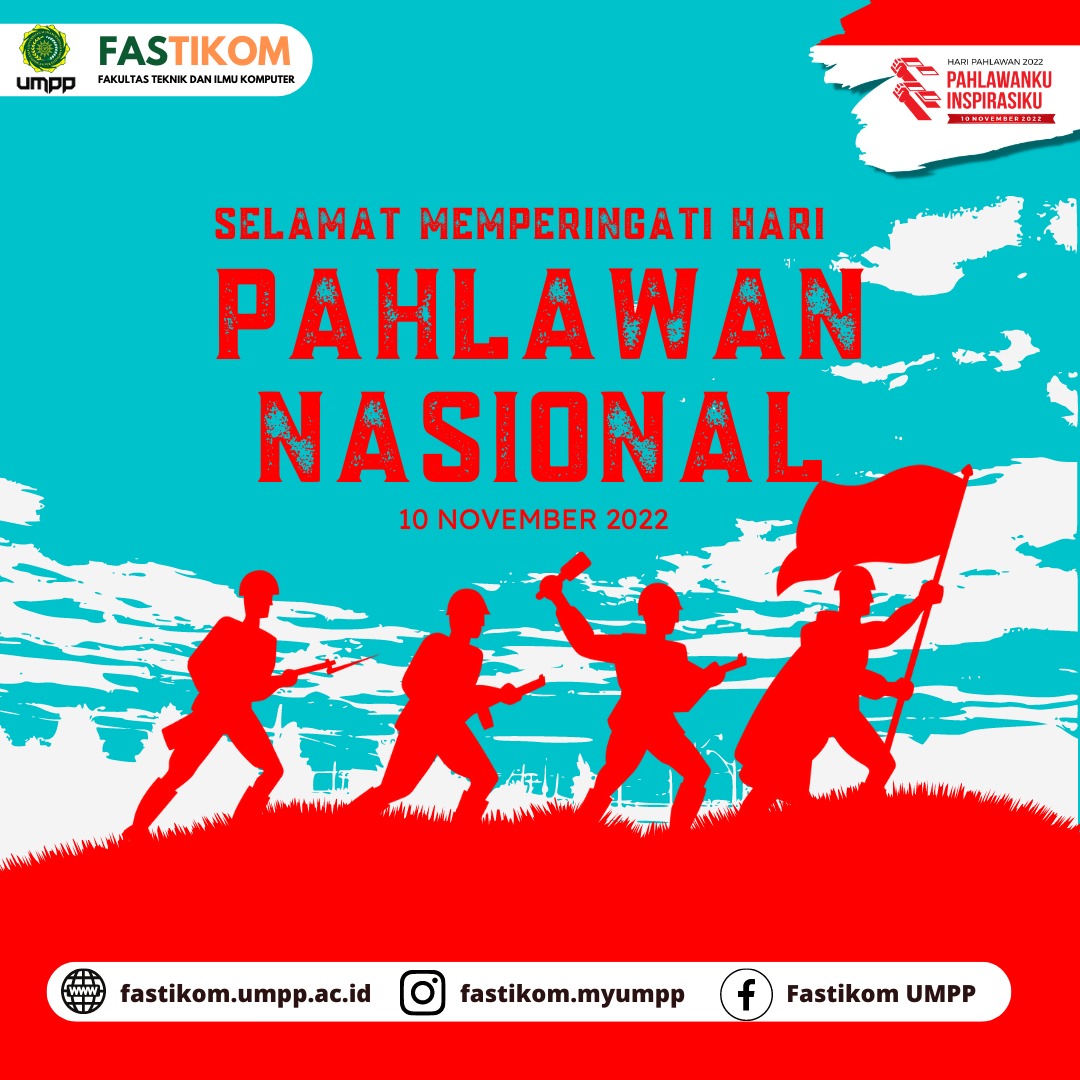 umpp
FASTIKOM
FAKULTAS TEKNIK DAN ILMU KOMPUTER
HARI PAHLAWAN 2022
PAHLAWANKU
INSPIRASIKU
10 NOVEMBER 2022
SELAMAT MEMPERINGATI HARI
PAHLAWAN
NASIONAL
10 NOVEMBER 2022
www
fastikom.umpp.ac.id
fastikom.myumpp
Fastikom UMPP